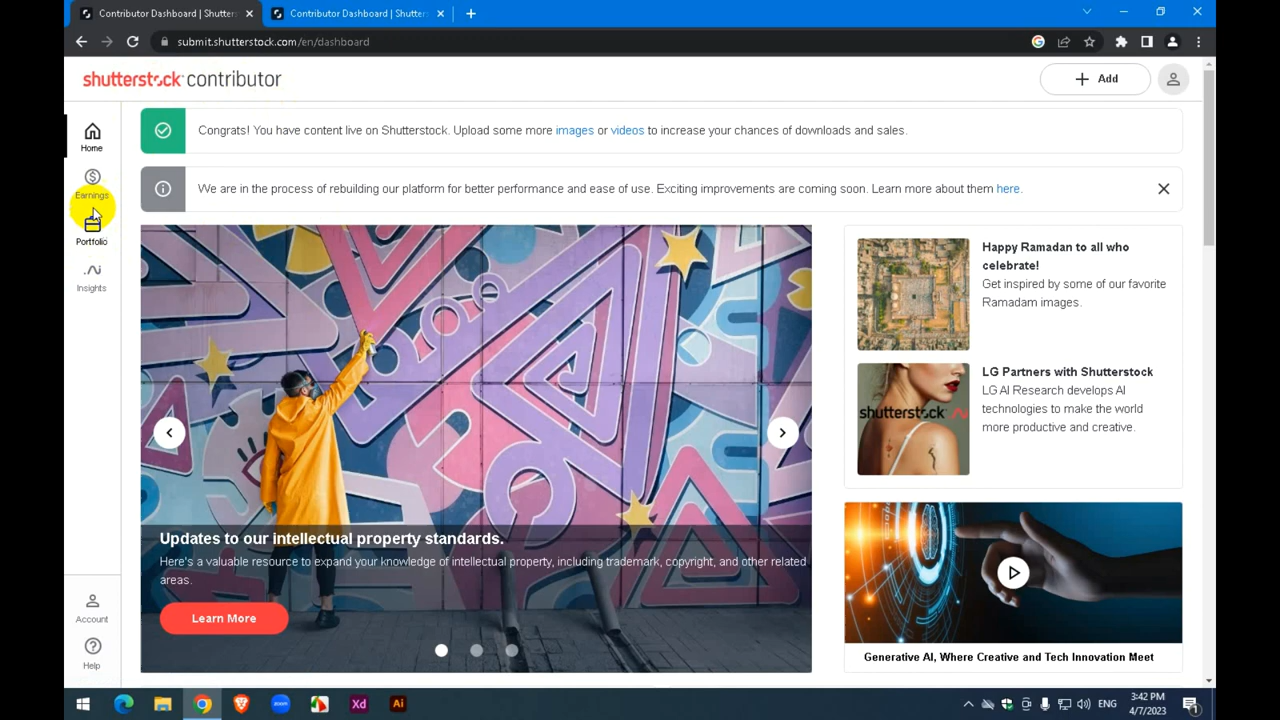 Contributor Dashboard | Shutters
Contributor Dashboard | Shutters
submit.shutterstock.com/en/dashboard
shutterstock contributor
Add
Home
Earnings
Portfolio
Insights
Account
Help
Congrats! You have content live on Shutterstock. Upload some more images or videos to increase your chances of downloads and sales.
We are in the process of rebuilding our platform for better performance and ease of use. Exciting improvements are coming soon. Learn more about them here.
Updates to our intellectual property standards.
Here's a valuable resource to expand your knowledge of intellectual property, including trademark, copyright, and other related
areas.
Learn More
Happy Ramadan to all who
celebrate!
Get inspired by some of our favorite
Ramadam images.
shutterstock
LG Partners with Shutterstock
LG AI Research develops AI
technologies to make the world
more productive and creative.
Generative AI, Where Creative and Tech Innovation Meet
zoom
Xd
Ai
ENG
3:42 PM
4/7/2023
1